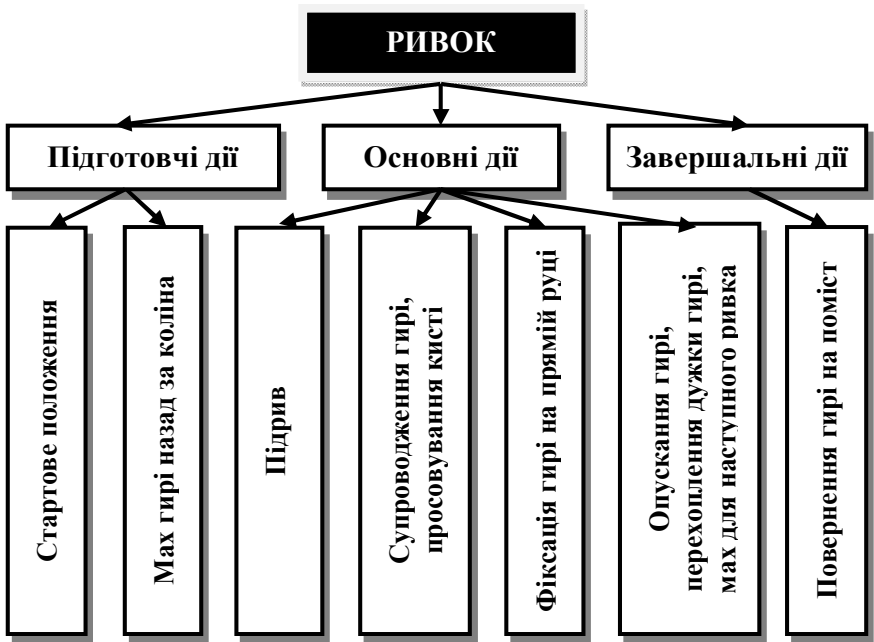 РИВОК
Підготовчі дії
Основні дії
Завершальні дії
Стартове положення
Мах гирі назад за коліна
Підрив
Супроводження гирі,
просовування кисті
Фіксація гирі на прямій руці
Опускання гирі,
перехоплення дужки гирі,
мах для наступного ривка
Повернення гирі на поміст